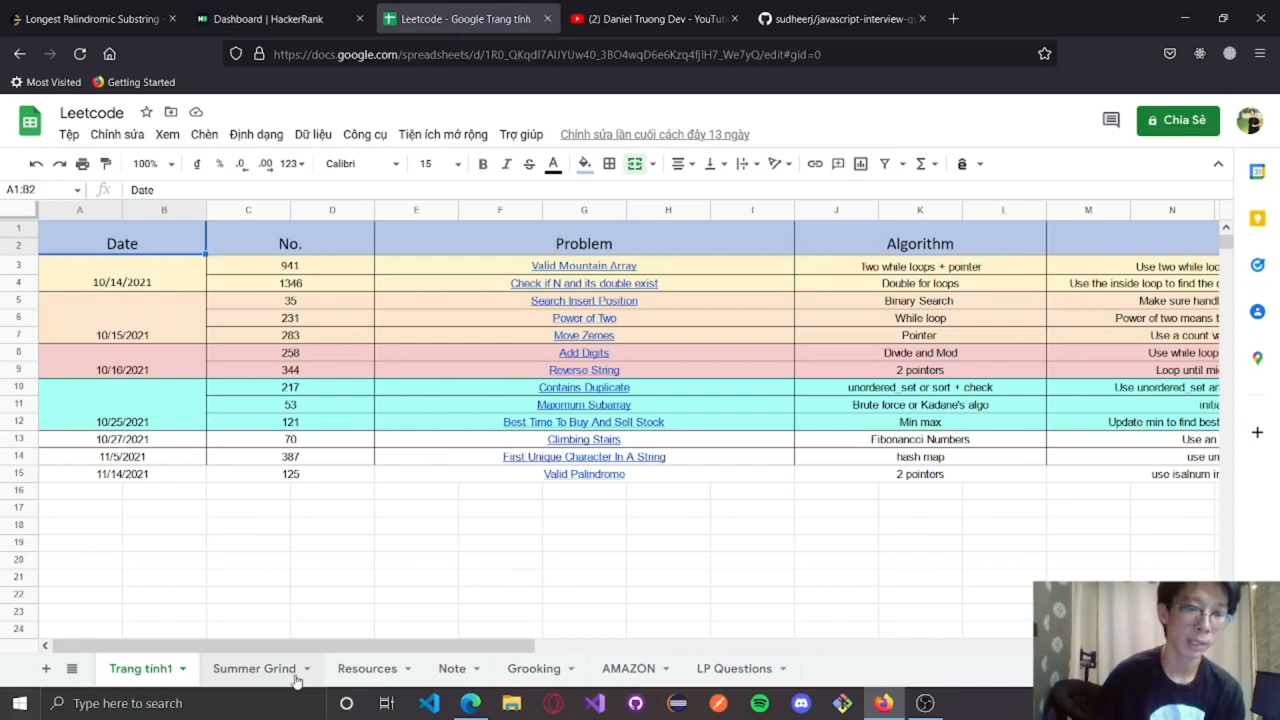 Longest Palindromic Substring
Dashboard | HackerRank
Leetcode - Google Trang tính
(2) Daniel Truong Dev - YouTub
sudheerj/javascript-interview-q
https://docs.google.com/spreadsheets/d/1R0_QKqdI7AIJYUw40_3BO4wqD6e6Kzq4fjIH7_We7yQ/edit#gid=0
Most Visited
Getting Started
Leetcode
Tệp Chỉnh sửa Xem Chèn Định dạng Dữ liệu Công cụ Tiện ích mở rộng Trợ giúp Chỉnh sửa lần cuối cách đây 13 ngày
Chia Sẻ
100% ₫ % .0 .00 123 Calibri 15 B I S A
A1:B2 fx Date
A B C D E F G H I J K L M N
1
2 Date No. Problem Algorithm
3 941 Valid Mountain Array Two while loops + pointer Use two while loo
4 10/14/2021 1346 Check if N and its double exist Double for loops Use the inside loop to find the c
5 35 Search Insert Position Binary Search Make sure handl
6 231 Power of Two While loop Power of two means t
7 10/15/2021 283 Move Zeroes Pointer Use a count va
8 258 Add Digits Divide and Mod Use while loop
9 10/16/2021 344 Reverse String 2 pointers Loop until mi
10 217 Contains Duplicate unordered_set or sort + check Use unordered_set an
11 53 Maximum Subarray Brute force or Kadane's algo initia
12 10/25/2021 121 Best Time To Buy And Sell Stock Min max Update min to find best
13 10/27/2021 70 Climbing Stairs Fibonancci Numbers Use an
14 11/5/2021 387 First Unique Character In A String hash map use un
15 11/14/2021 125 Valid Palindrome 2 pointers use isalnum in
16
17
18
19
20
21
22
23
24
Trang tính1 Summer Grind Resources Note Grooking AMAZON LP Questions
Type here to search